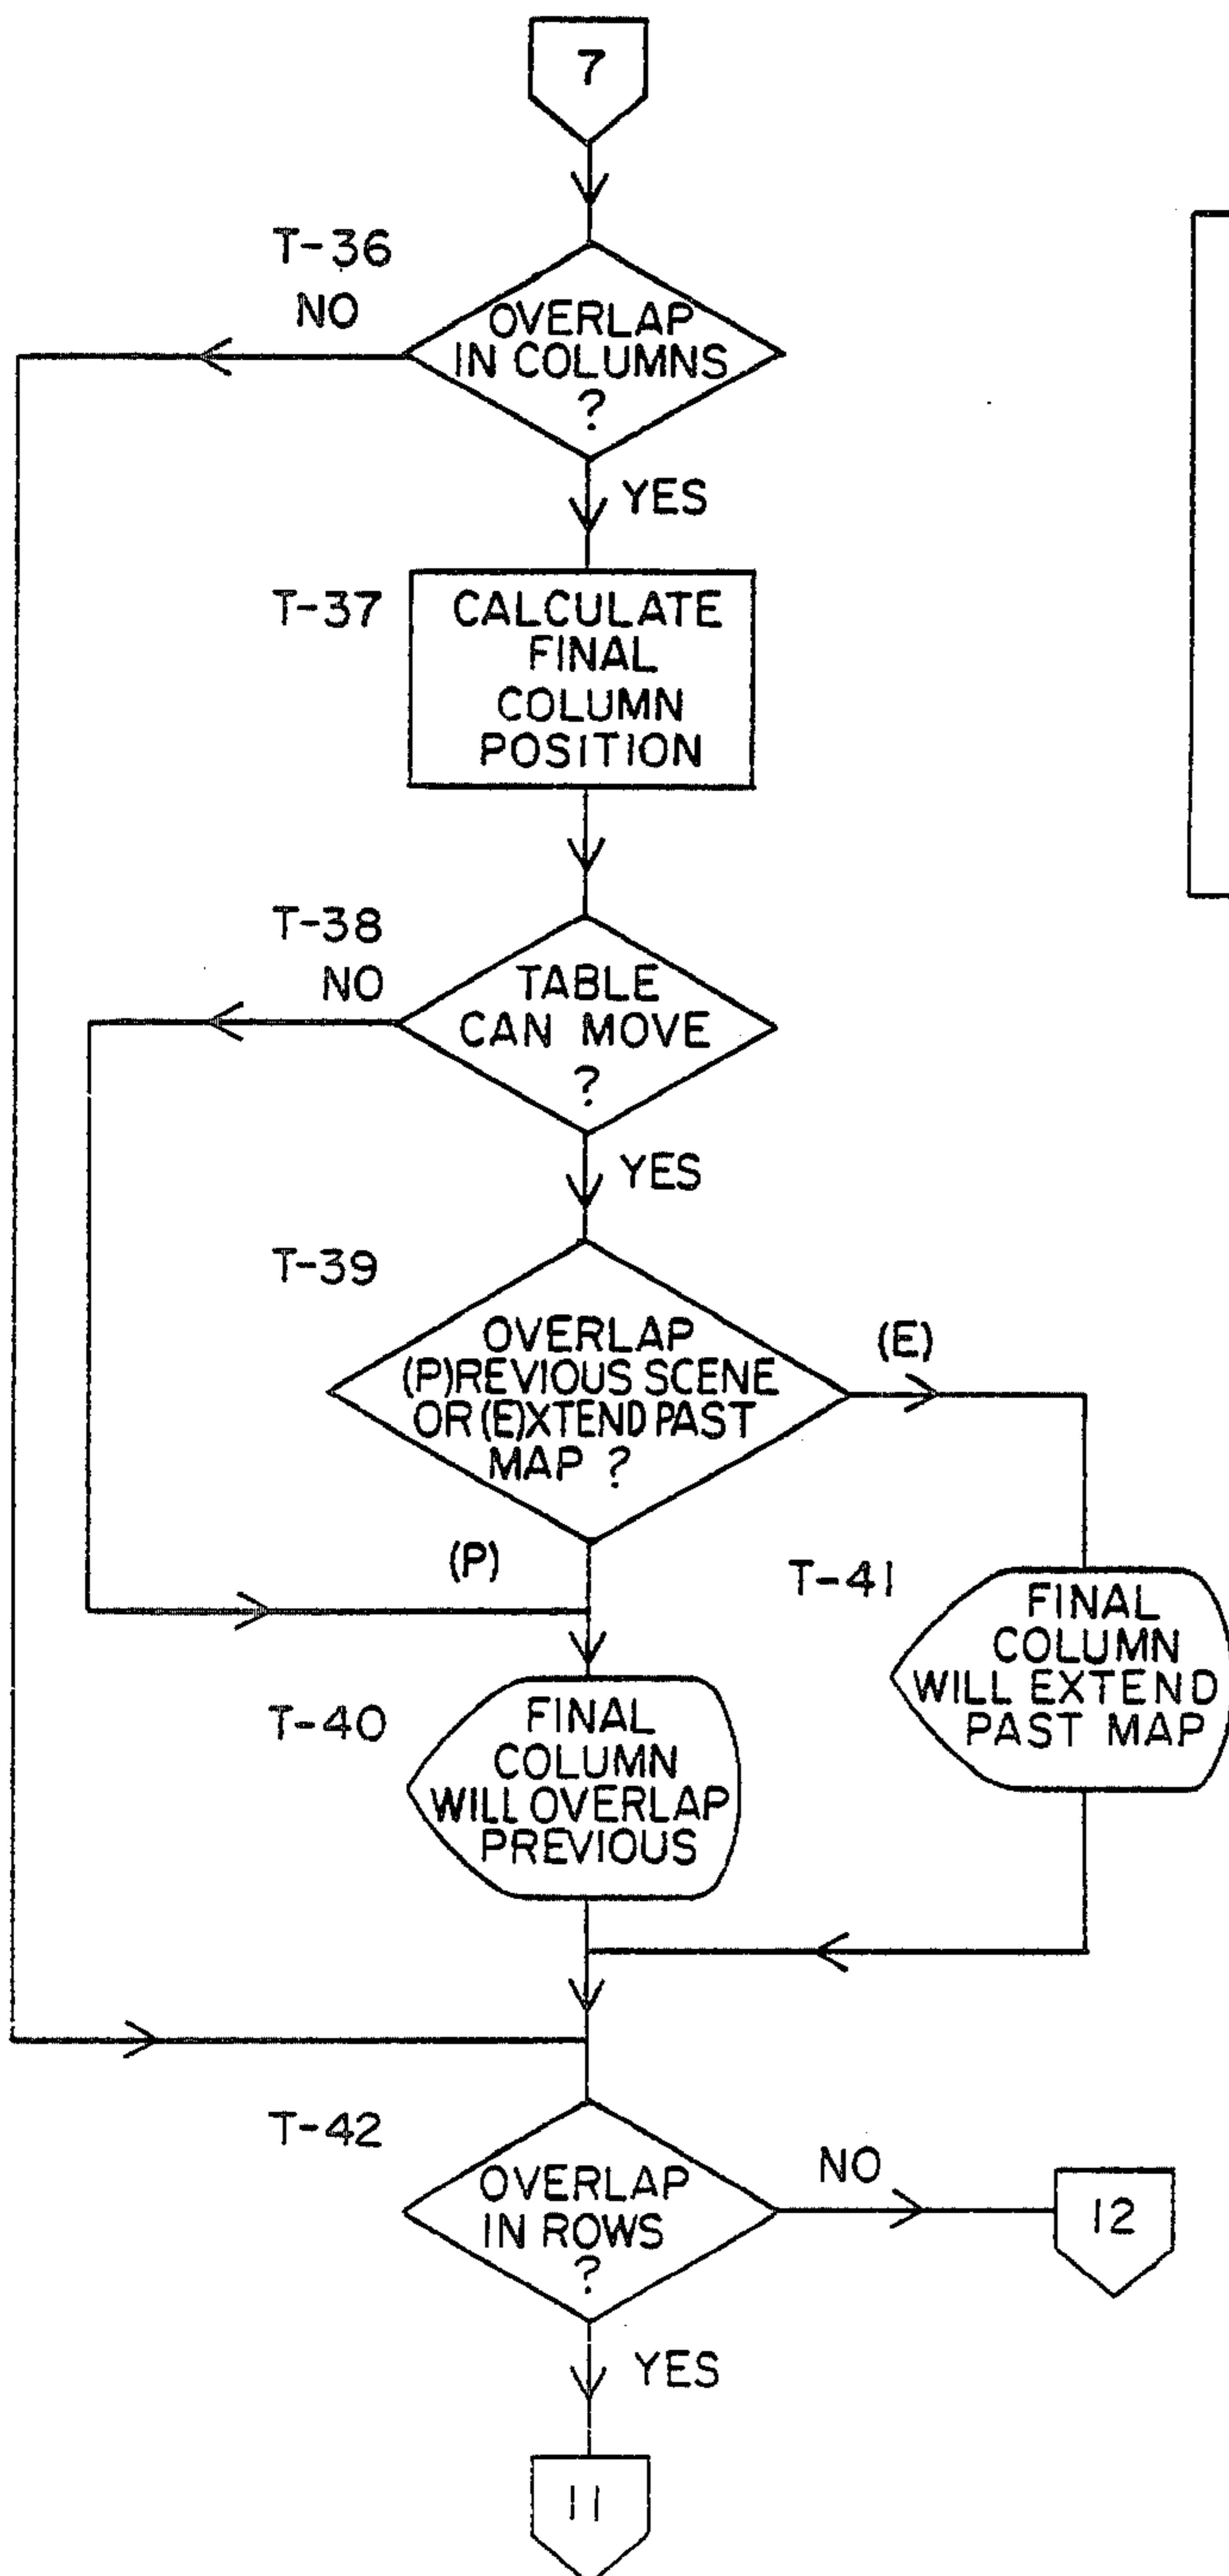 7
T-36
NO
OVERLAP
IN COLUMNS
?
YES
T-37
CALCULATE
FINAL
COLUMN
POSITION
T-38
NO
TABLE
CAN MOVE
?
YES
T-39
OVERLAP
(P)REVIOUS SCENE
OR (E)XTEND PAST
MAP ?
(E)
(P)
T-41
FINAL
COLUMN
WILL EXTEND
PAST MAP
T-40
FINAL
COLUMN
WILL OVERLAP
PREVIOUS
T-42
OVERLAP
IN ROWS
?
NO
12
YES
11